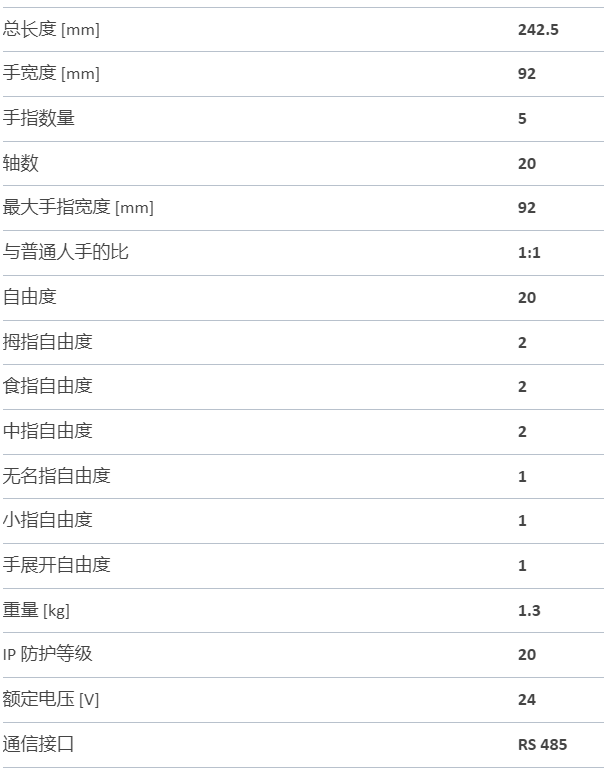 总长度 [mm] 242.5
手宽度 [mm] 92
手指数量 5
轴数 20
最大手指宽度 [mm] 92
与普通人手的比 1:1
自由度 20
拇指自由度 2
食指自由度 2
中指自由度 2
无名指自由度 1
小指自由度 1
手展开自由度 1
重量 [kg] 1.3
IP 防护等级 20
额定电压 [V] 24
通信接口 RS 485